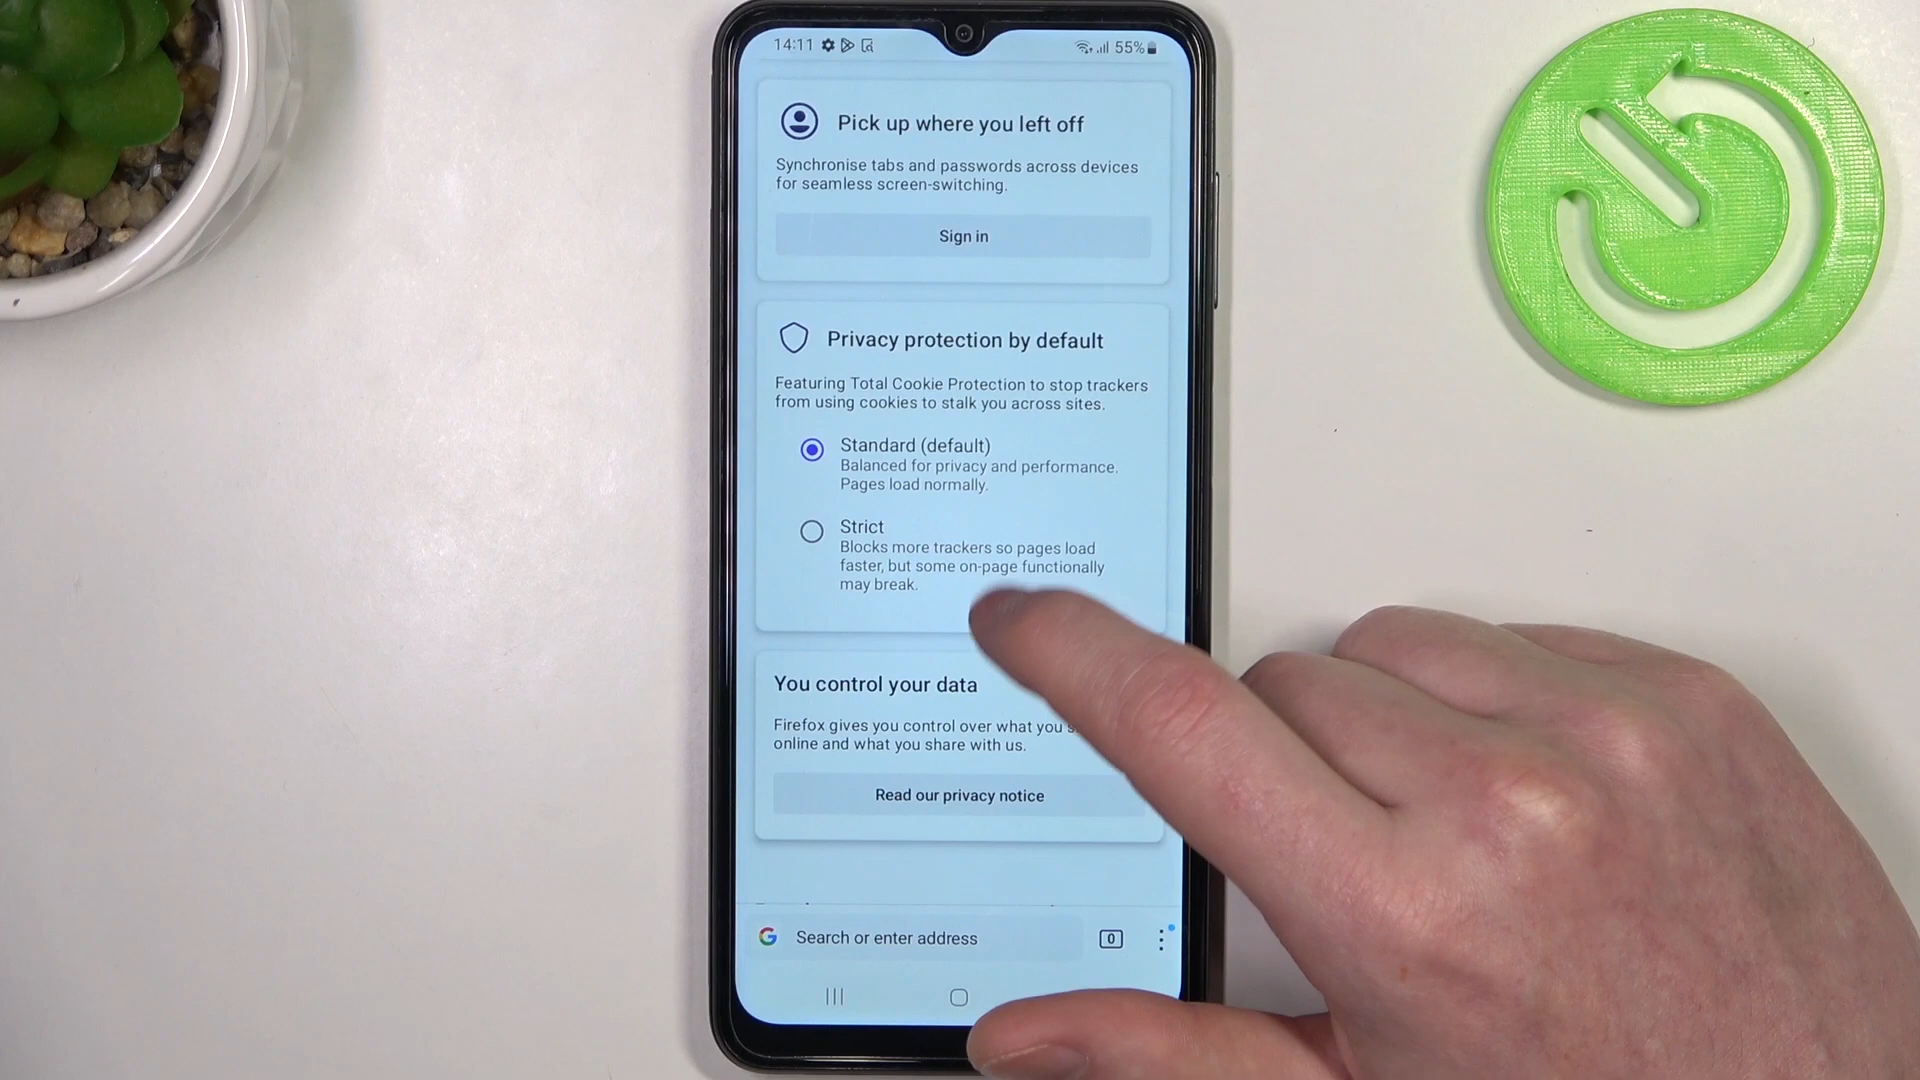 14:11 55%
Pick up where you left off
Synchronise tabs and passwords across devices
for seamless screen-switching.
Sign in
Privacy protection by default
Featuring Total Cookie Protection to stop trackers
from using cookies to stalk you across sites.
Standard (default)
Balanced for privacy and performance.
Pages load normally.
Strict
Blocks more trackers so pages load
faster, but some on-page functionally
may break.
You control your data
Firefox gives you control over what you s
online and what you share with us.
Read our privacy notice
G Search or enter address 0